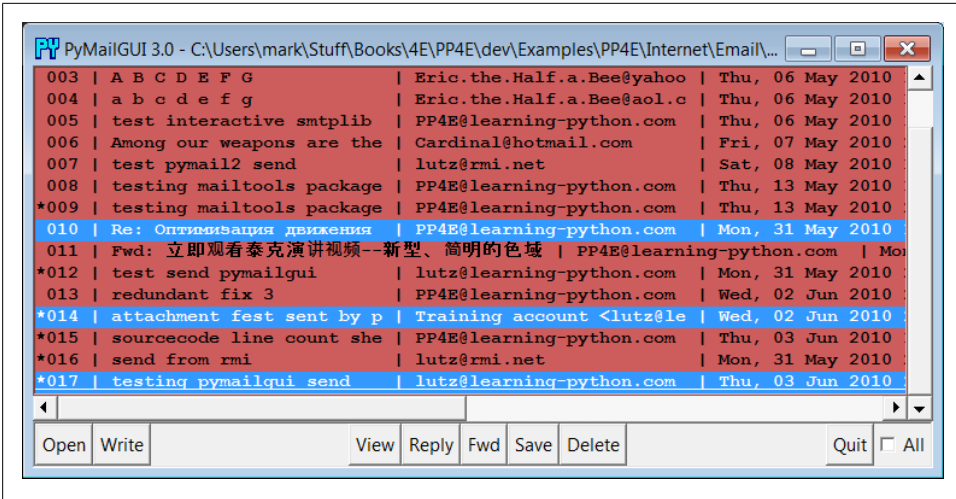 PY PyMailGUI 3.0 - C:\Users\mark\Stuff\Books\4E\PP4E\dev\Examples\PP4E\Internet\Email\...
003 | A B C D E F G | Eric.the.Half.a.Bee@yahoo | Thu, 06 May 2010
004 | a b c d e f g | Eric.the.Half.a.Bee@aol.c | Thu, 06 May 2010
005 | test interactive smtplib | PP4E@learning-python.com | Thu, 06 May 2010
006 | Among our weapons are the | Cardinal@hotmail.com | Fri, 07 May 2010
007 | test pymail2 send | lutz@rmi.net | Sat, 08 May 2010
008 | testing mailtools package | PP4E@learning-python.com | Thu, 13 May 2010
*009 | testing mailtools package | PP4E@learning-python.com | Thu, 13 May 2010
010 | Re: Оптимизация движения | PP4E@learning-python.com | Mon, 31 May 2010
011 | Fwd: 立即观看泰克演讲视频--新型、简明的色域 | PP4E@learning-python.com | Mon
*012 | test send pymailgui | lutz@learning-python.com | Mon, 31 May 2010
013 | redundant fix 3 | PP4E@learning-python.com | Wed, 02 Jun 2010
*014 | attachment fest sent by p | Training account <lutz@le | Wed, 02 Jun 2010
*015 | sourcecode line count she | PP4E@learning-python.com | Thu, 03 Jun 2010
*016 | send from rmi | lutz@rmi.net | Mon, 31 May 2010
*017 | testing pymailgui send | lutz@learning-python.com | Thu, 03 Jun 2010
Open Write View Reply Fwd Save Delete Quit All